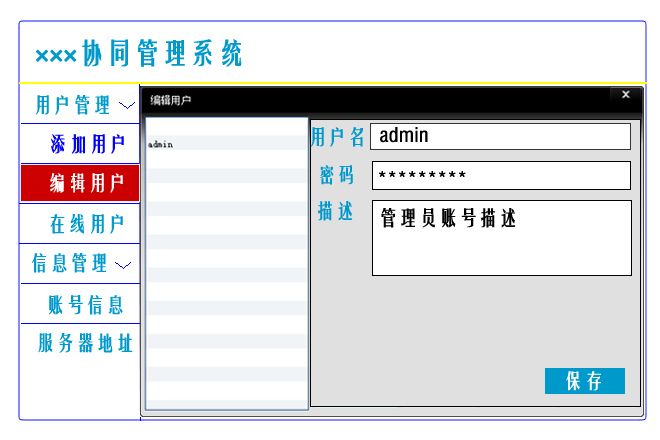 ×××协同管理系统
用户管理
添加用户
编辑用户
在线用户
信息管理
账号信息
服务器地址
编辑用户
x
admin
用户名 admin
密码 *********
描述 管理员账号描述
保存